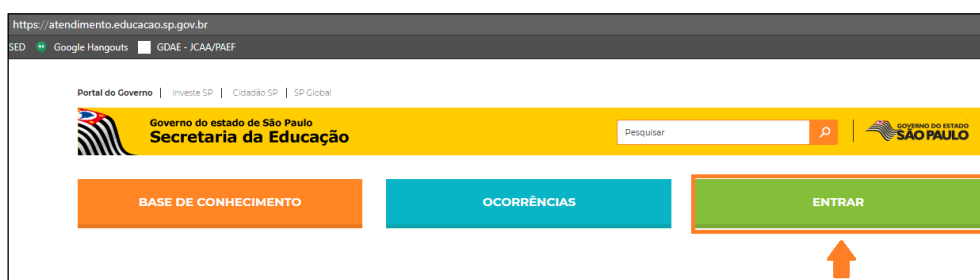 https://atendimento.educacao.sp.gov.br
SED Google Hangouts GDAE - JCAA/PAEF
Portal do Governo | Investe SP | Cidadão SP | SP Global
Governo do estado de São Paulo
Secretaria da Educação
Pesquisar
GOVERNO DO ESTADO
SÃO PAULO
BASE DE CONHECIMENTO
OCORRÊNCIAS
ENTRAR